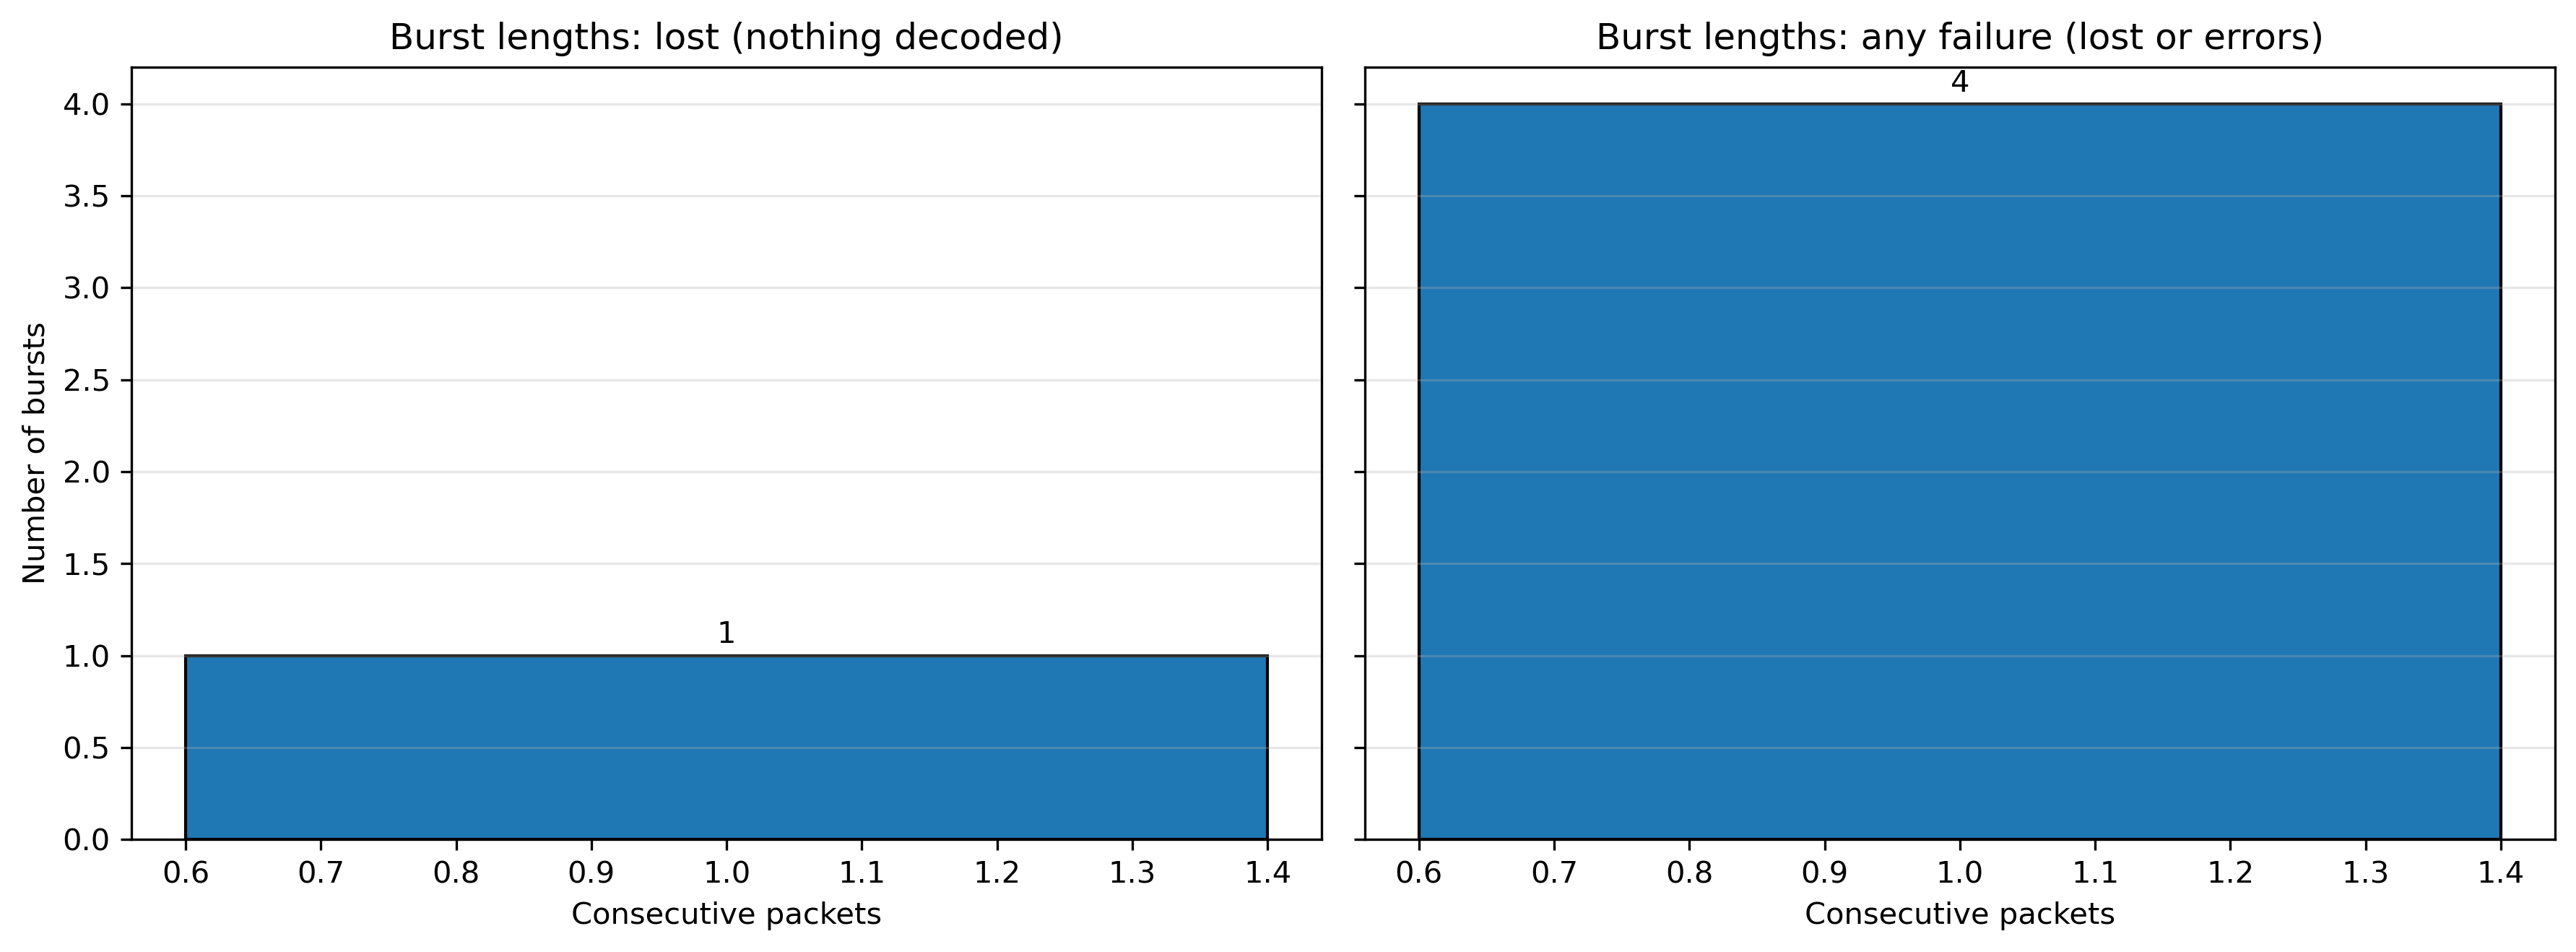 Burst lengths: lost (nothing decoded)
Number of bursts
4.0
3.5
3.0
2.5
2.0
1.5
1.0
0.5
0.0
1
0.6 0.7 0.8 0.9 1.0 1.1 1.2 1.3 1.4
Consecutive packets
Burst lengths: any failure (lost or errors)
4
0.6 0.7 0.8 0.9 1.0 1.1 1.2 1.3 1.4
Consecutive packets